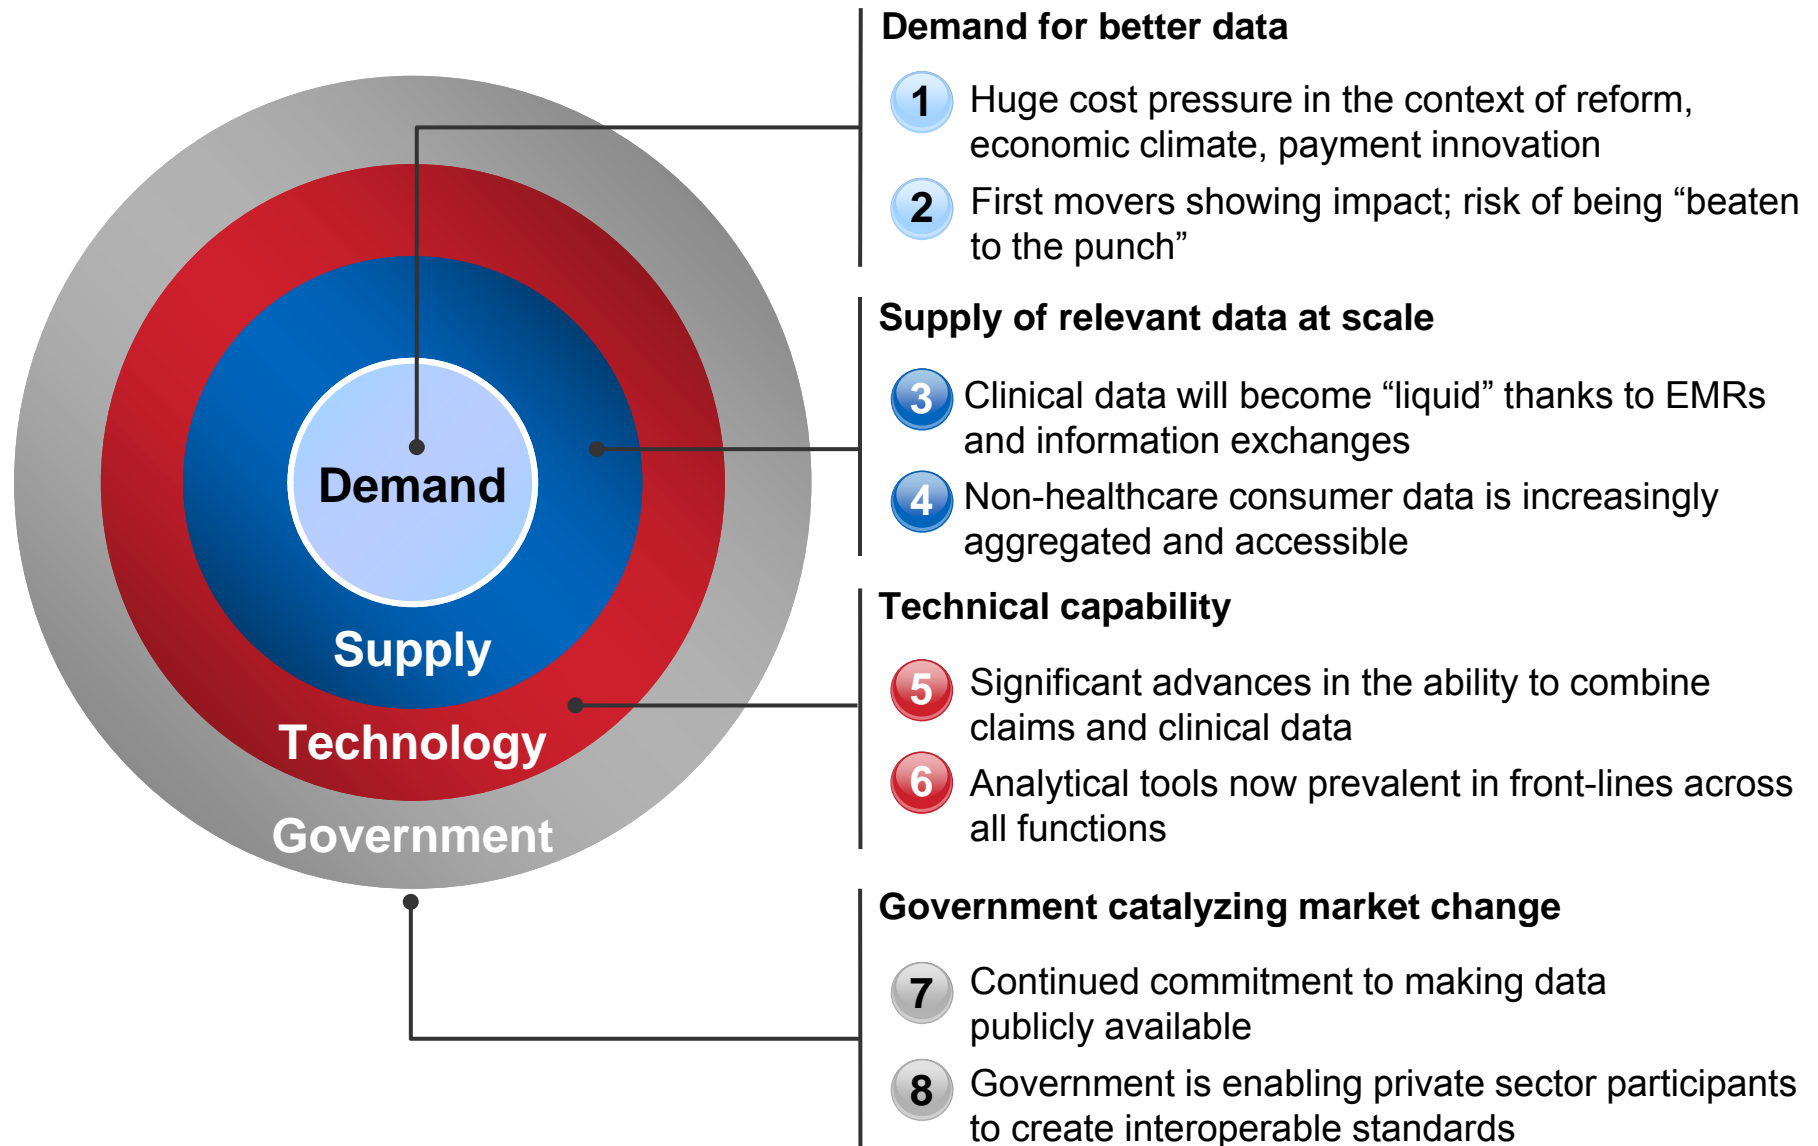 Demand for better data
1 Huge cost pressure in the context of reform,
economic climate, payment innovation
2 First movers showing impact; risk of being “beaten
to the punch”
Supply of relevant data at scale
3 Clinical data will become “liquid” thanks to EMRs
and information exchanges
4 Non-healthcare consumer data is increasingly
aggregated and accessible
Technical capability
5 Significant advances in the ability to combine
claims and clinical data
6 Analytical tools now prevalent in front-lines across
all functions
Government catalyzing market change
7 Continued commitment to making data
publicly available
8 Government is enabling private sector participants
to create interoperable standards
Demand
Supply
Technology
Government